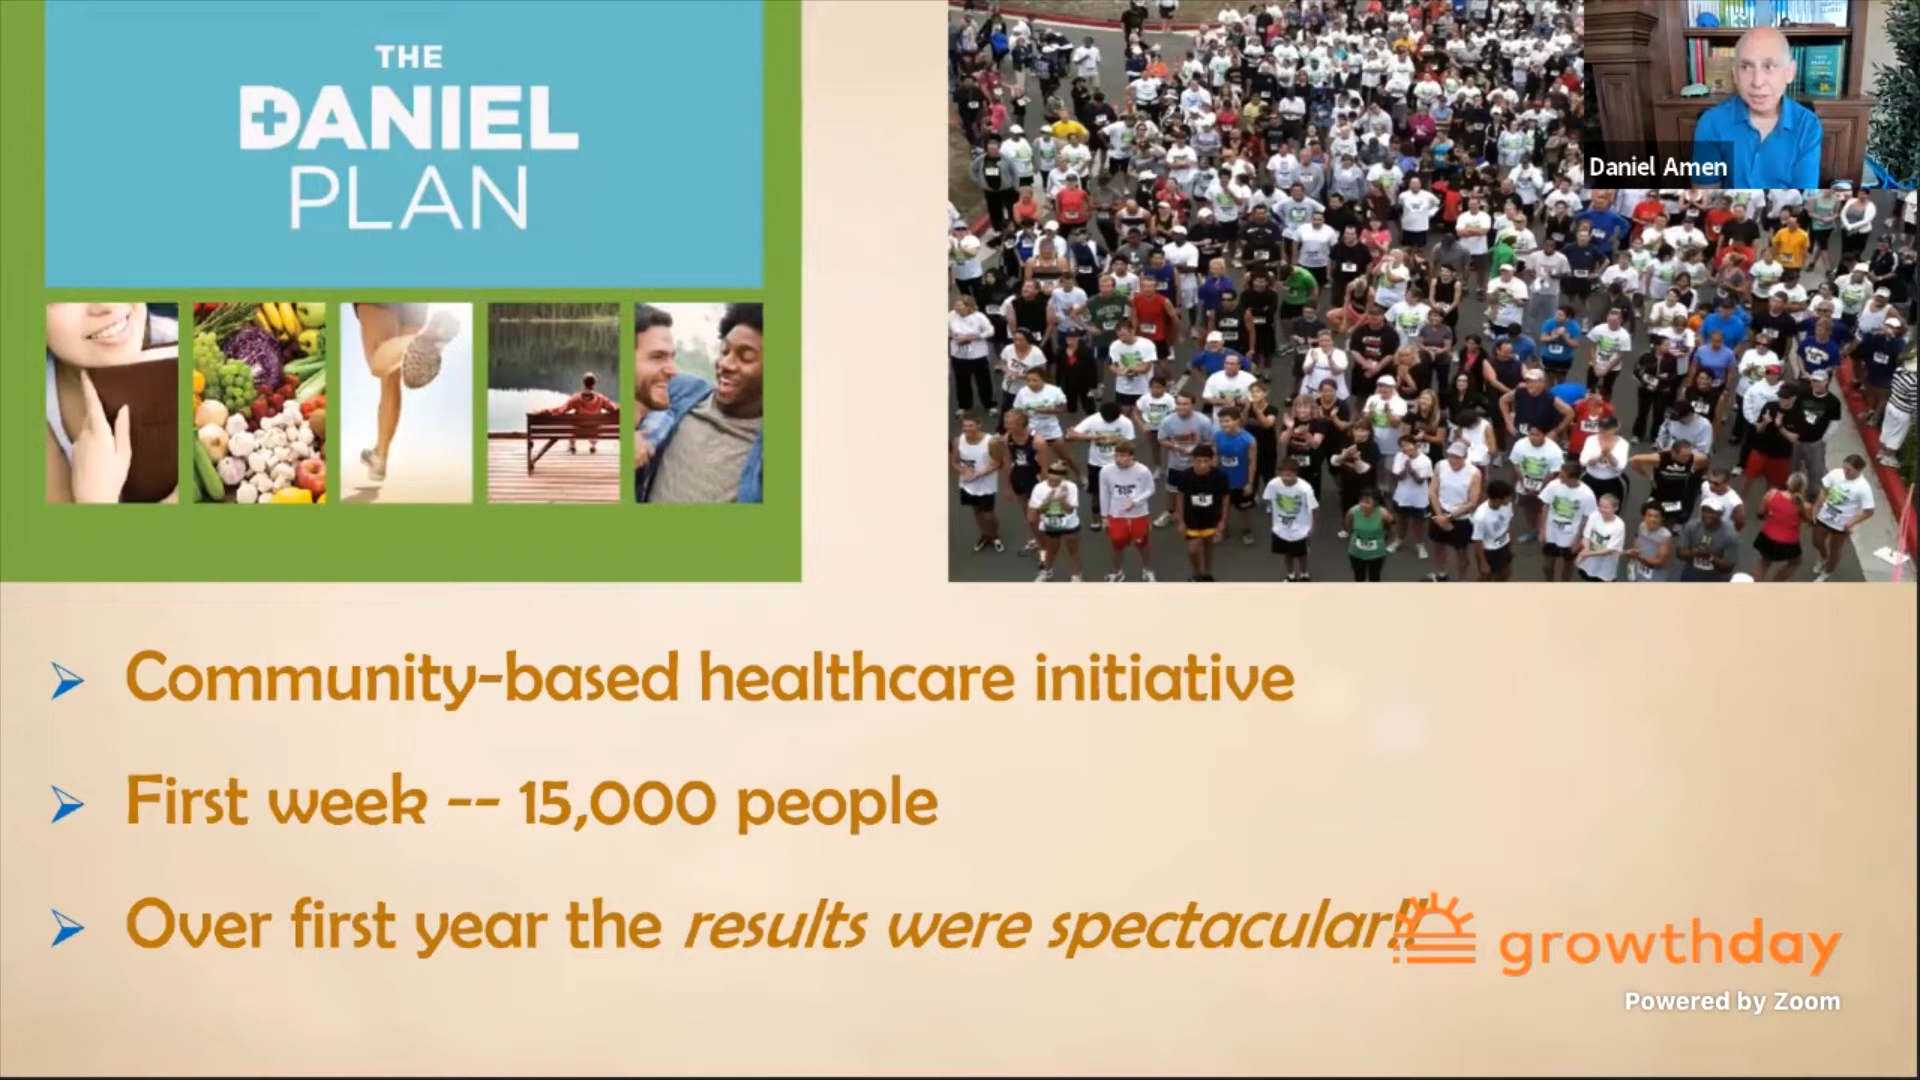 THE
DANIEL
PLAN
Daniel Amen
Community-based healthcare initiative
First week -- 15,000 people
Over first year the results were spectacular!!
growthday
Powered by Zoom